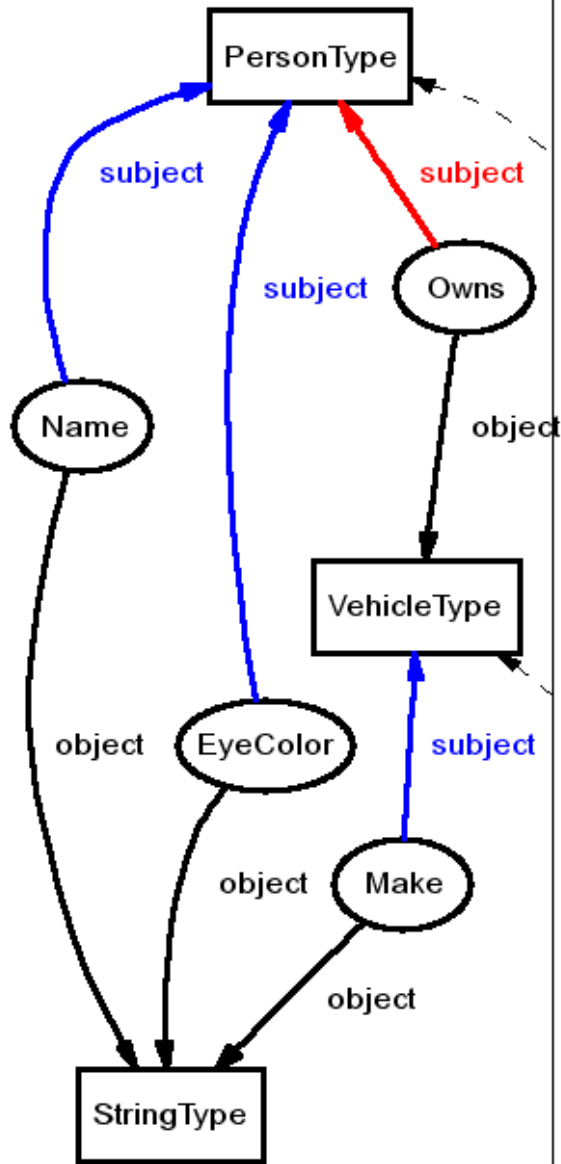 PersonType
subject
subject
subject
Owns
Name
object
VehicleType
object
EyeColor
subject
object
Make
object
StringType